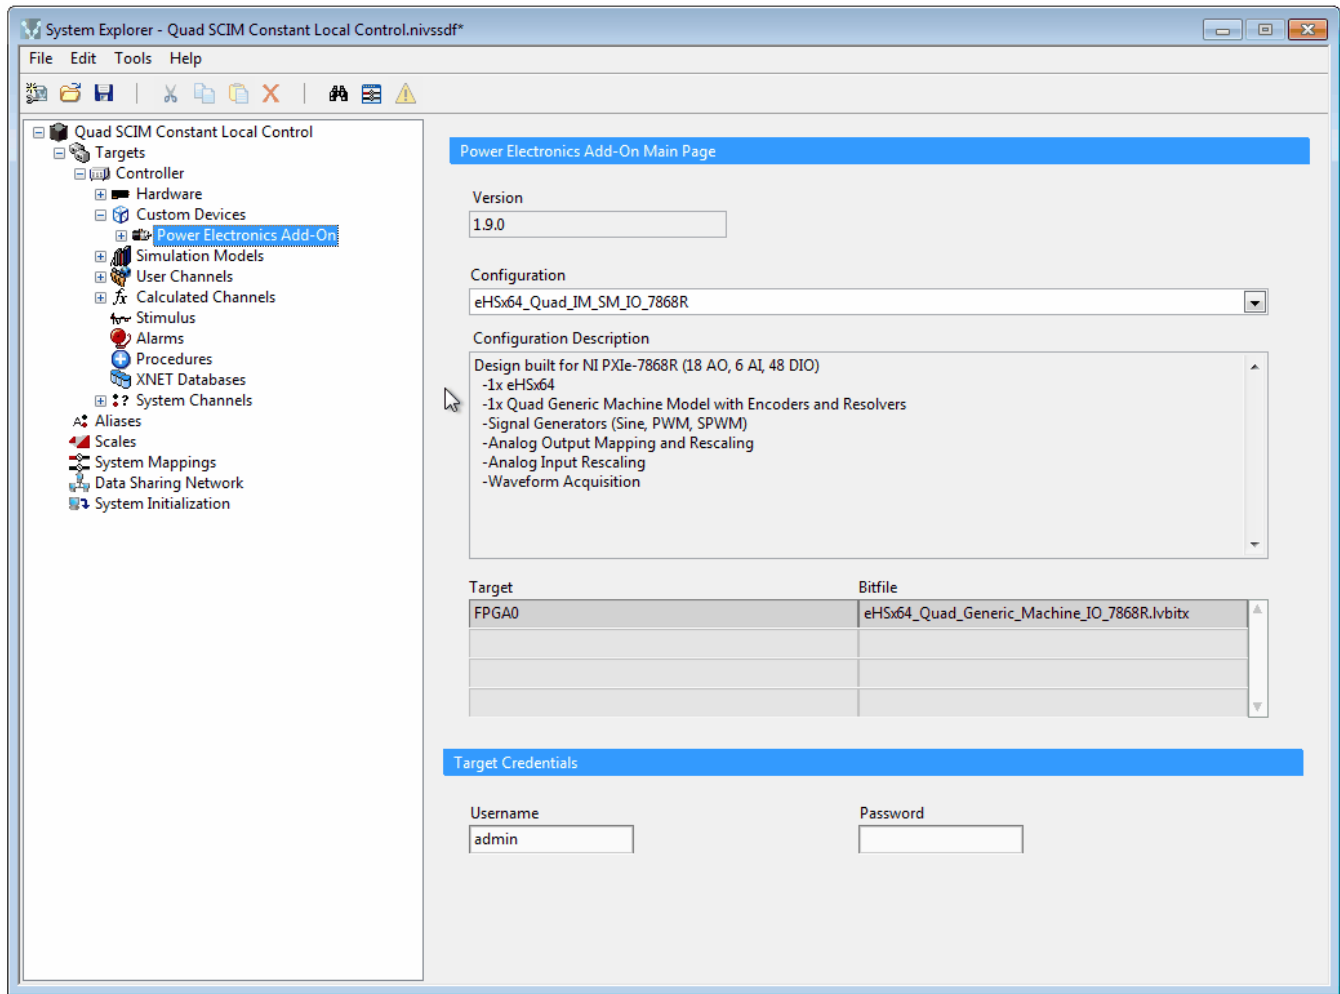 System Explorer - Quad SCIM Constant Local Control.nivssdf*
File Edit Tools Help
Quad SCIM Constant Local Control
Targets
Controller
Hardware
Custom Devices
Power Electronics Add-On
Simulation Models
User Channels
fx Calculated Channels
Stimulus
Alarms
Procedures
XNET Databases
System Channels
Aliases
Scales
System Mappings
Data Sharing Network
System Initialization
Power Electronics Add-On Main Page
Version
1.9.0
Configuration
eHSx64_Quad_IM_SM_IO_7868R
Configuration Description
Design built for NI PXIe-7868R (18 AO, 6 AI, 48 DIO)
-1x eHSx64
-1x Quad Generic Machine Model with Encoders and Resolvers
-Signal Generators (Sine, PWM, SPWM)
-Analog Output Mapping and Rescaling
-Analog Input Rescaling
-Waveform Acquisition
Target Bitfile
FPGA0 eHSx64_Quad_Generic_Machine_IO_7868R.lvbitx
Target Credentials
Username Password
admin